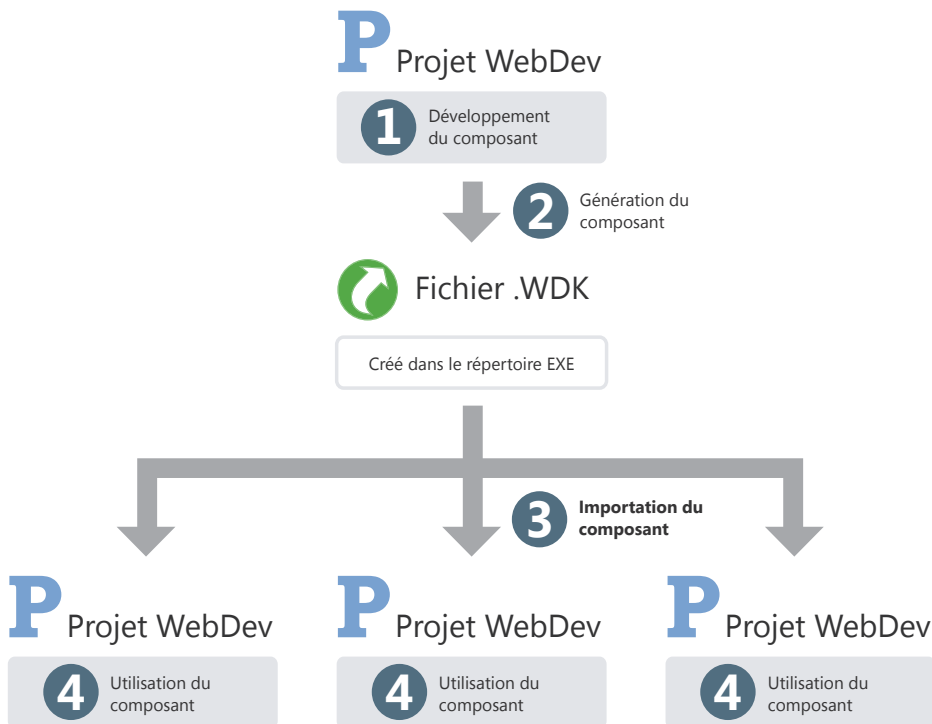 P Projet WebDev
1 Développement
du composant
2 Génération du
composant
Fichier .WDK
Créé dans le répertoire EXE
3 Importation du
composant
P Projet WebDev
P Projet WebDev
P Projet WebDev
4 Utilisation du
composant
4 Utilisation du
composant
4 Utilisation du
composant